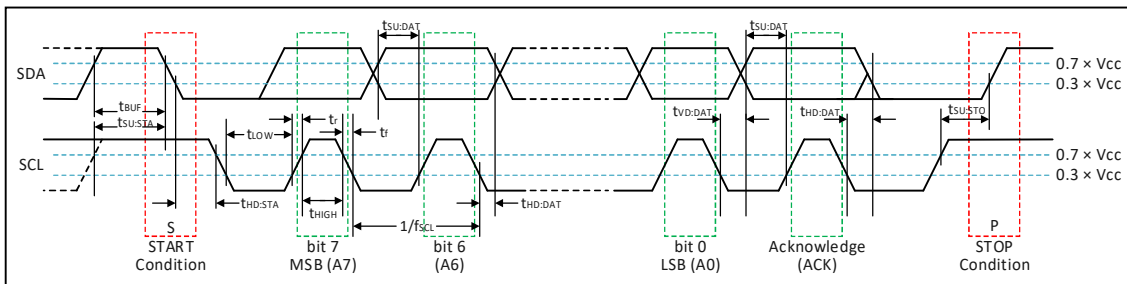 tSU:DAT
tSU:DAT
SDA
0.7 × Vcc
0.3 × Vcc
tBUF
tSU:STA
tLOW
tr
tf
tVD:DAT
tHD:DAT
tSU:STO
SCL
0.7 × Vcc
0.3 × Vcc
tHD:STA
tHIGH
tHD:DAT
1/fSCL
S
START
Condition
bit 7
MSB (A7)
bit 6
(A6)
bit 0
LSB (A0)
Acknowledge
(ACK)
P
STOP
Condition